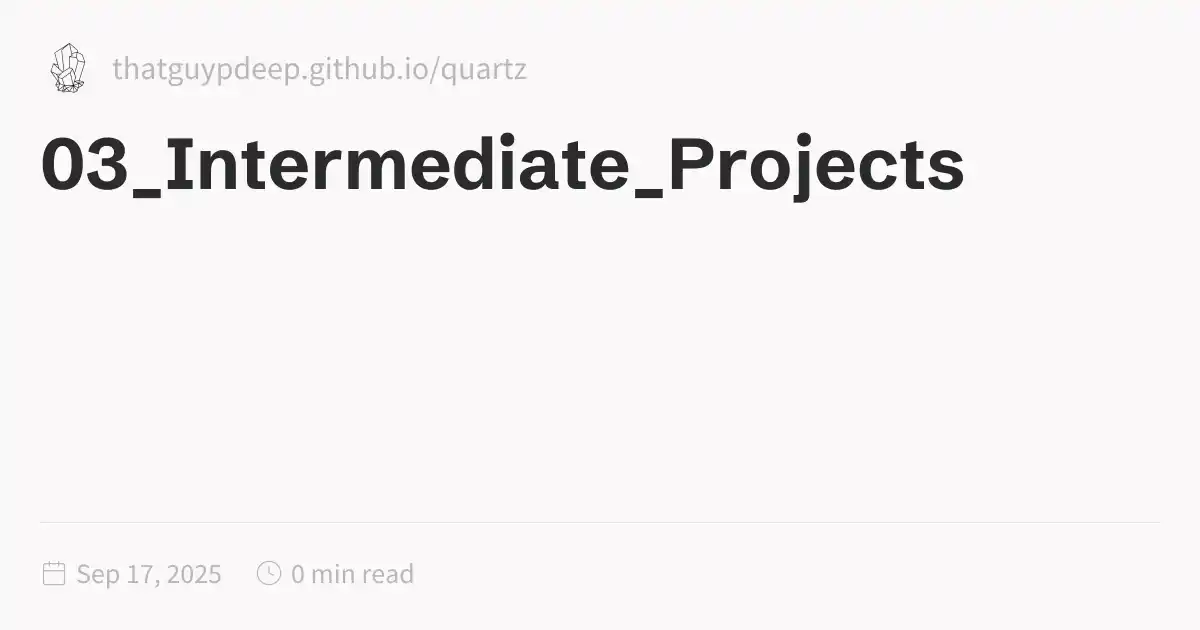 thatguypdeep.github.io/quartz
03_Intermediate_Projects
Sep 17, 2025 0 min read